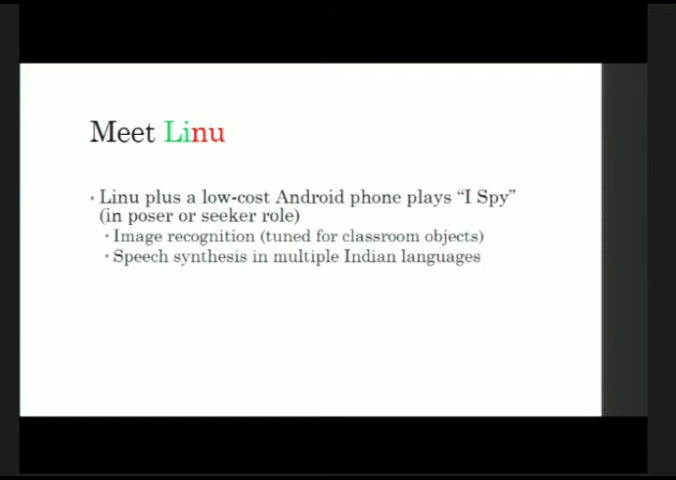 Meet Linu
· Linu plus a low-cost Android phone plays “I Spy”
(in poser or seeker role)
· Image recognition (tuned for classroom objects)
· Speech synthesis in multiple Indian languages